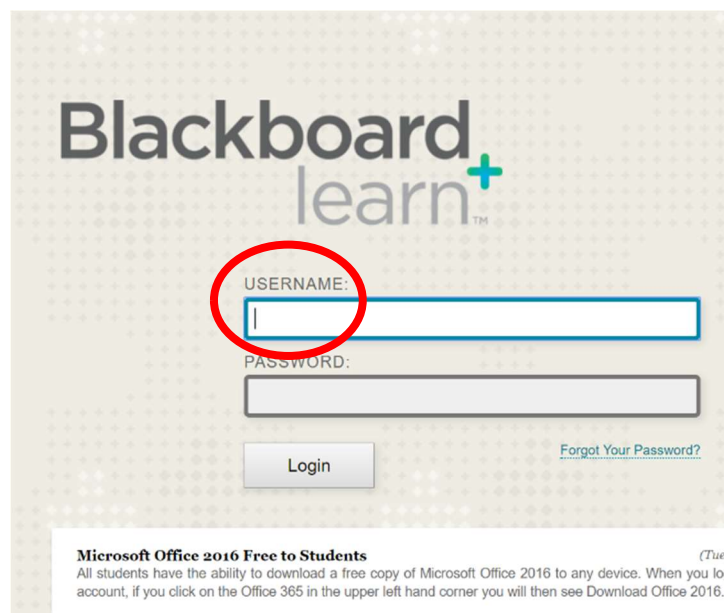 Blackboard
learn™
USERNAME:
PASSWORD:
Login
Forgot Your Password?
Microsoft Office 2016 Free to Students
(Tue
All students have the ability to download a free copy of Microsoft Office 2016 to any device. When you lo
account, if you click on the Office 365 in the upper left hand corner you will then see Download Office 2016.